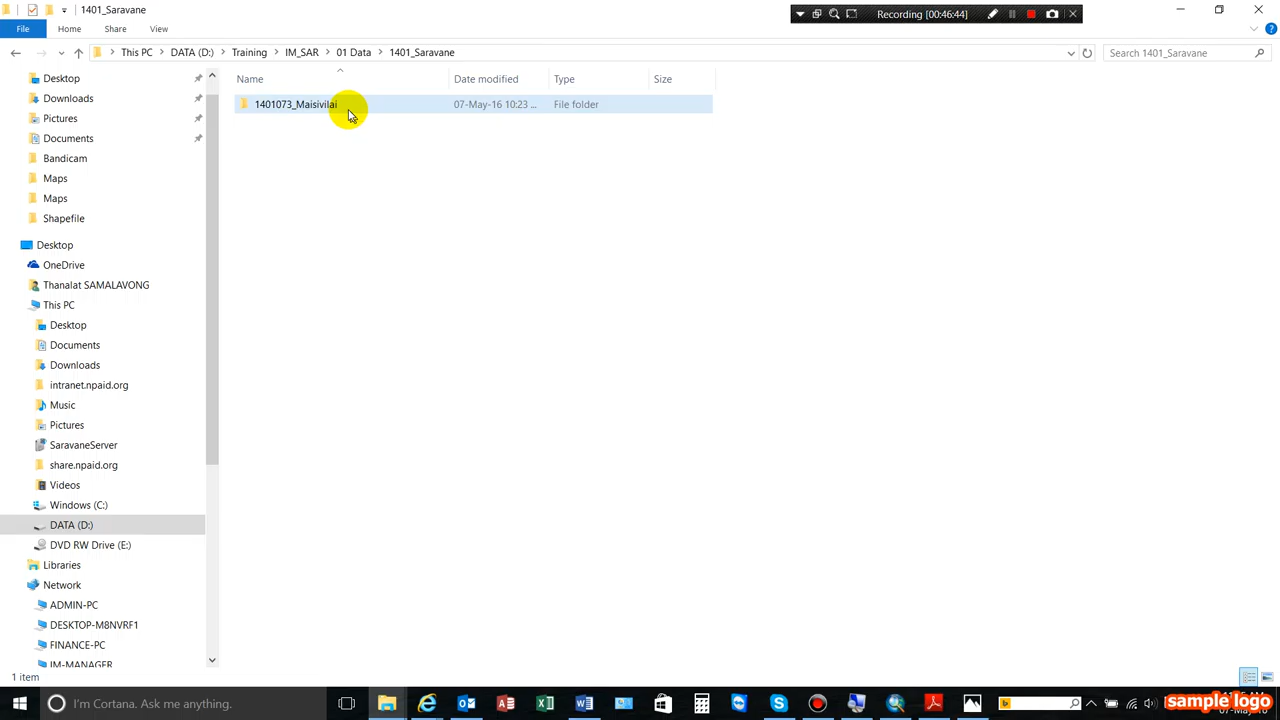 1401_Saravane
Recording [00:46:44]
File
Home
Share
View
This PC
DATA (D:)
Training
IM_SAR
01 Data
1401_Saravane
Search 1401_Saravane
Name
Date modified
Type
Size
1401073_Maisivilai
07-May-16 10:23 ...
File folder
Desktop
Downloads
Pictures
Documents
Bandicam
Maps
Maps
Shapefile
Desktop
OneDrive
Thanalat SAMALAVONG
This PC
Desktop
Documents
Downloads
intranet.npaid.org
Music
Pictures
SaravaneServer
share.npaid.org
Videos
Windows (C:)
DATA (D:)
DVD RW Drive (E:)
Libraries
Network
ADMIN-PC
DESKTOP-M8NVRF1
FINANCE-PC
IM-MANAGER
1 item
I'm Cortana. Ask me anything.
sample logo